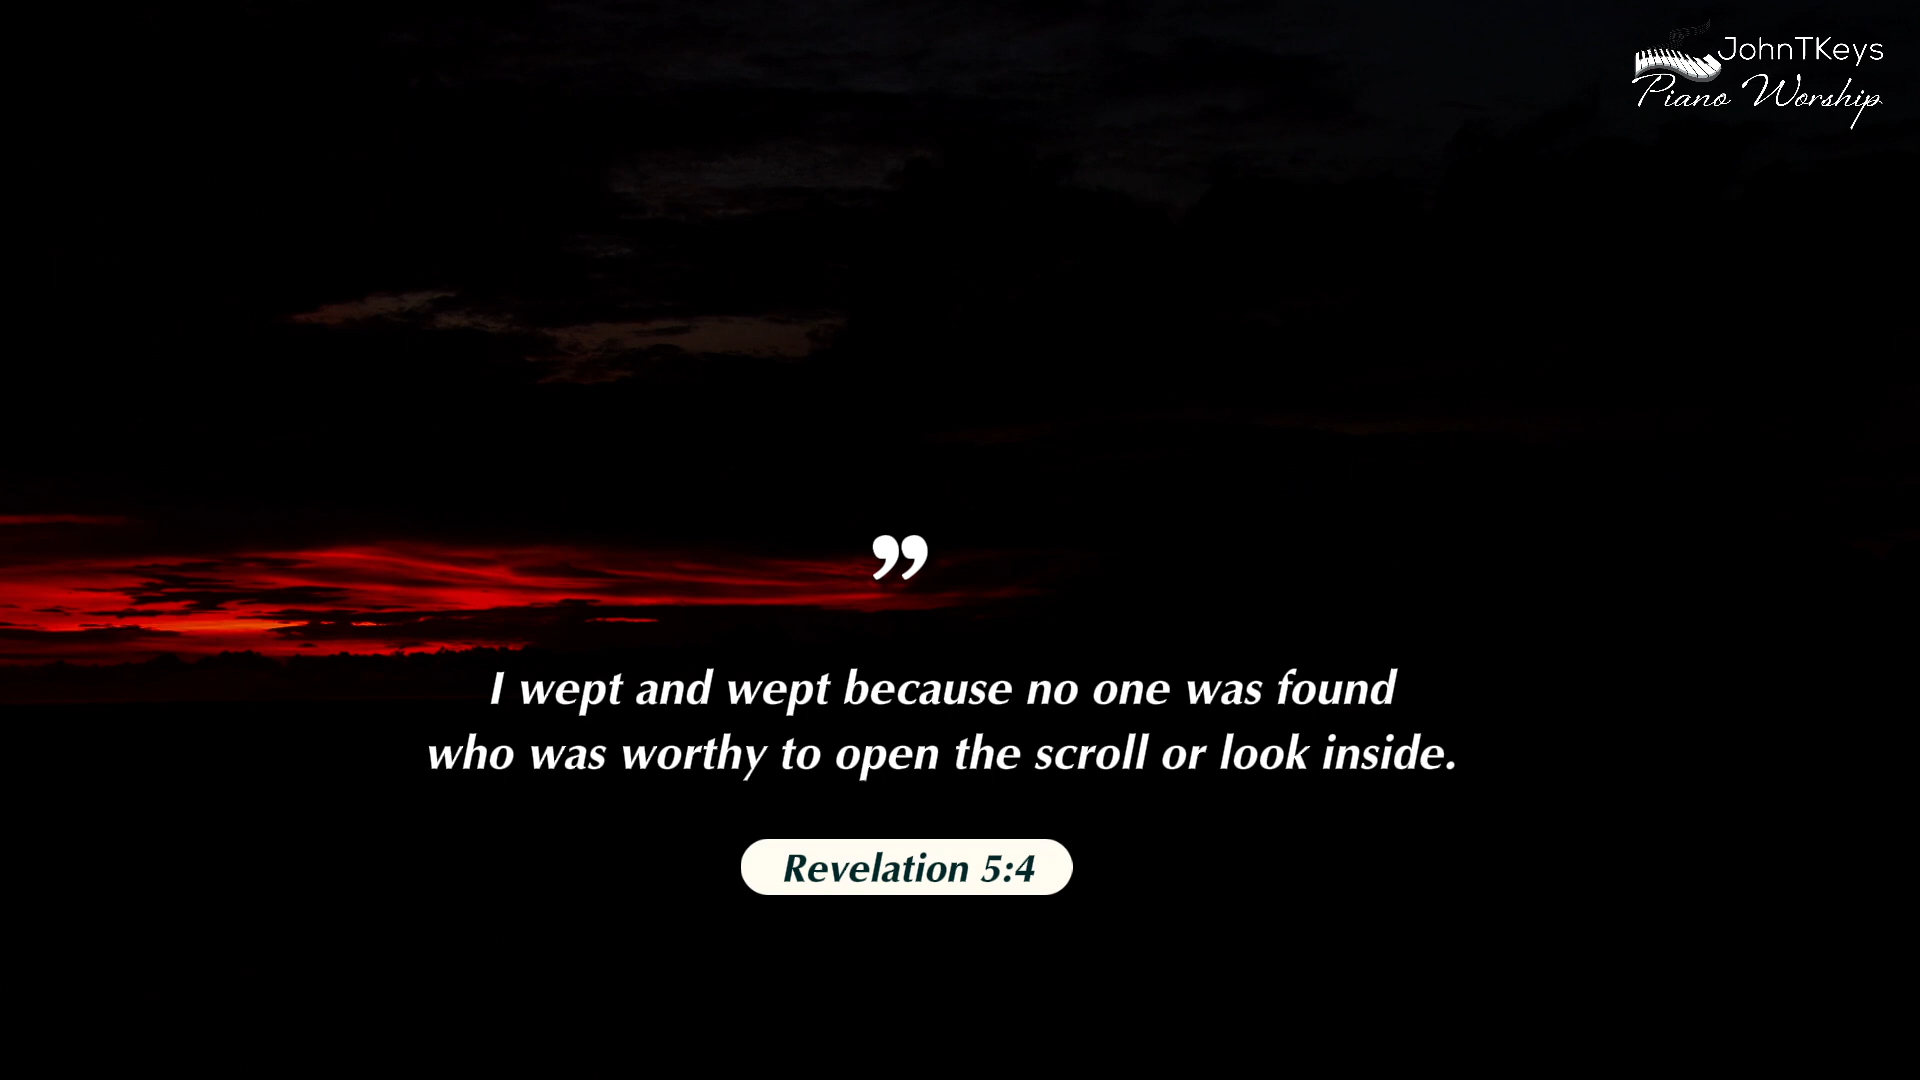 JohnTKeys
Piano Worship
”
I wept and wept because no one was found
who was worthy to open the scroll or look inside.
Revelation 5:4